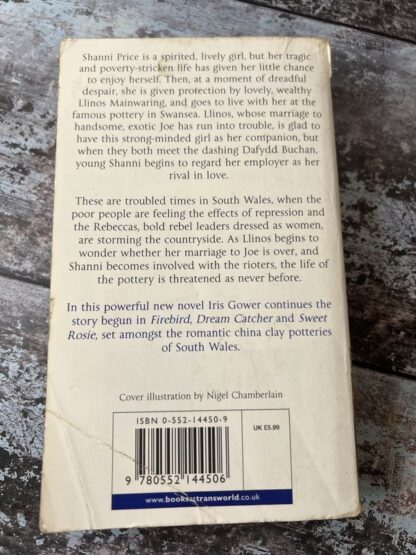 Shanni Price is a spirited, lively girl, but her tragic
and poverty-stricken life has given her little chance
to enjoy herself. Then, at a moment of dreadful
despair, she is given protection by lovely, wealthy
Llinos Mainwaring, and goes to live with her at the
famous pottery in Swansea. Llinos, whose marriage to
handsome, exotic Joe has run into trouble, is glad to
have this strong-minded girl as her companion, but
when they both meet the dashing Dafydd Buchan,
young Shanni begins to regard her employer as her
rival in love.
These are troubled times in South Wales, when the
poor people are feeling the effects of repression and
the Rebeccas, bold rebel leaders dressed as women,
are storming the countryside. As Llinos begins to
wonder whether her marriage to Joe is over, and
Shanni becomes involved with the rioters, the life of
the pottery is threatened as never before.
In this powerful new novel Iris Gower continues the
story begun in Firebird, Dream Catcher and Sweet
Rosie, set amongst the romantic china clay potteries
of South Wales.
Cover illustration by Nigel Chamberlain
ISBN 0-552-14450-9
UK £5.99
9 780552 144506
www.booksattransworld.co.uk